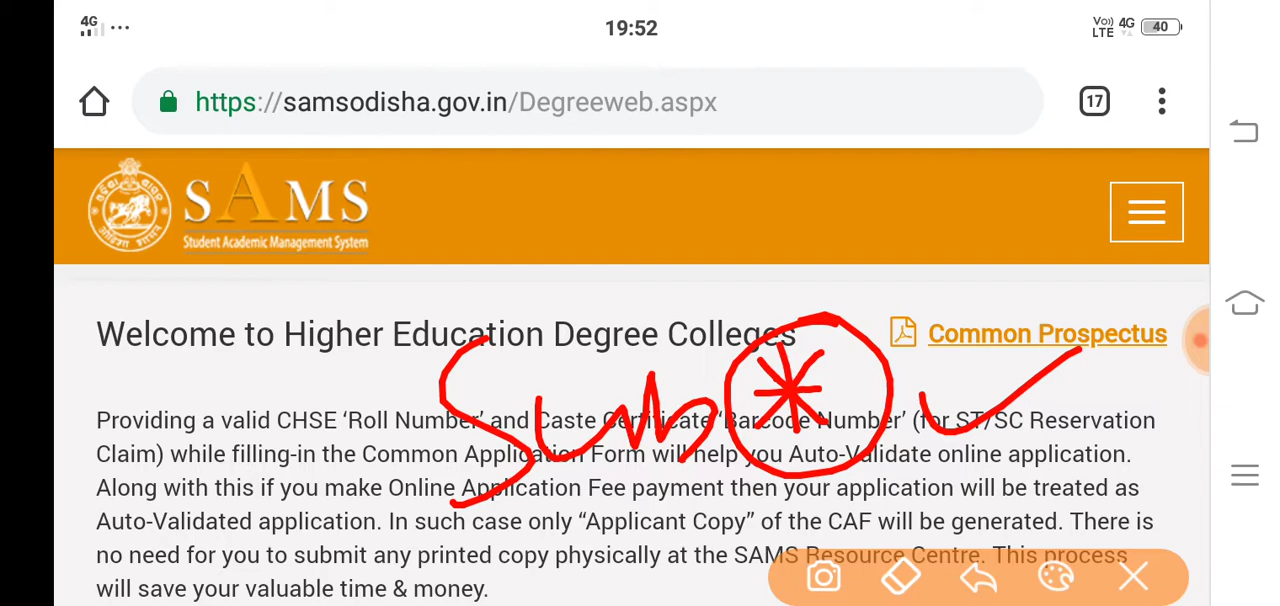 4G ... 19:52 Vo) LTE 4G 40
https://samsodisha.gov.in/Degreeweb.aspx 17
SAMS
Student Academic Management System
Welcome to Higher Education Degree Colleges Common Prospectus
Sub *
Providing a valid CHSE ‘Roll Number’ and Caste Certificate ‘Barcode Number’ (for ST/SC Reservation
Claim) while filling-in the Common Application Form will help you Auto-Validate online application.
Along with this if you make Online Application Fee payment then your application will be treated as
Auto-Validated application. In such case only “Applicant Copy” of the CAF will be generated. There is
no need for you to submit any printed copy physically at the SAMS Resource Centre. This process
will save your valuable time & money.